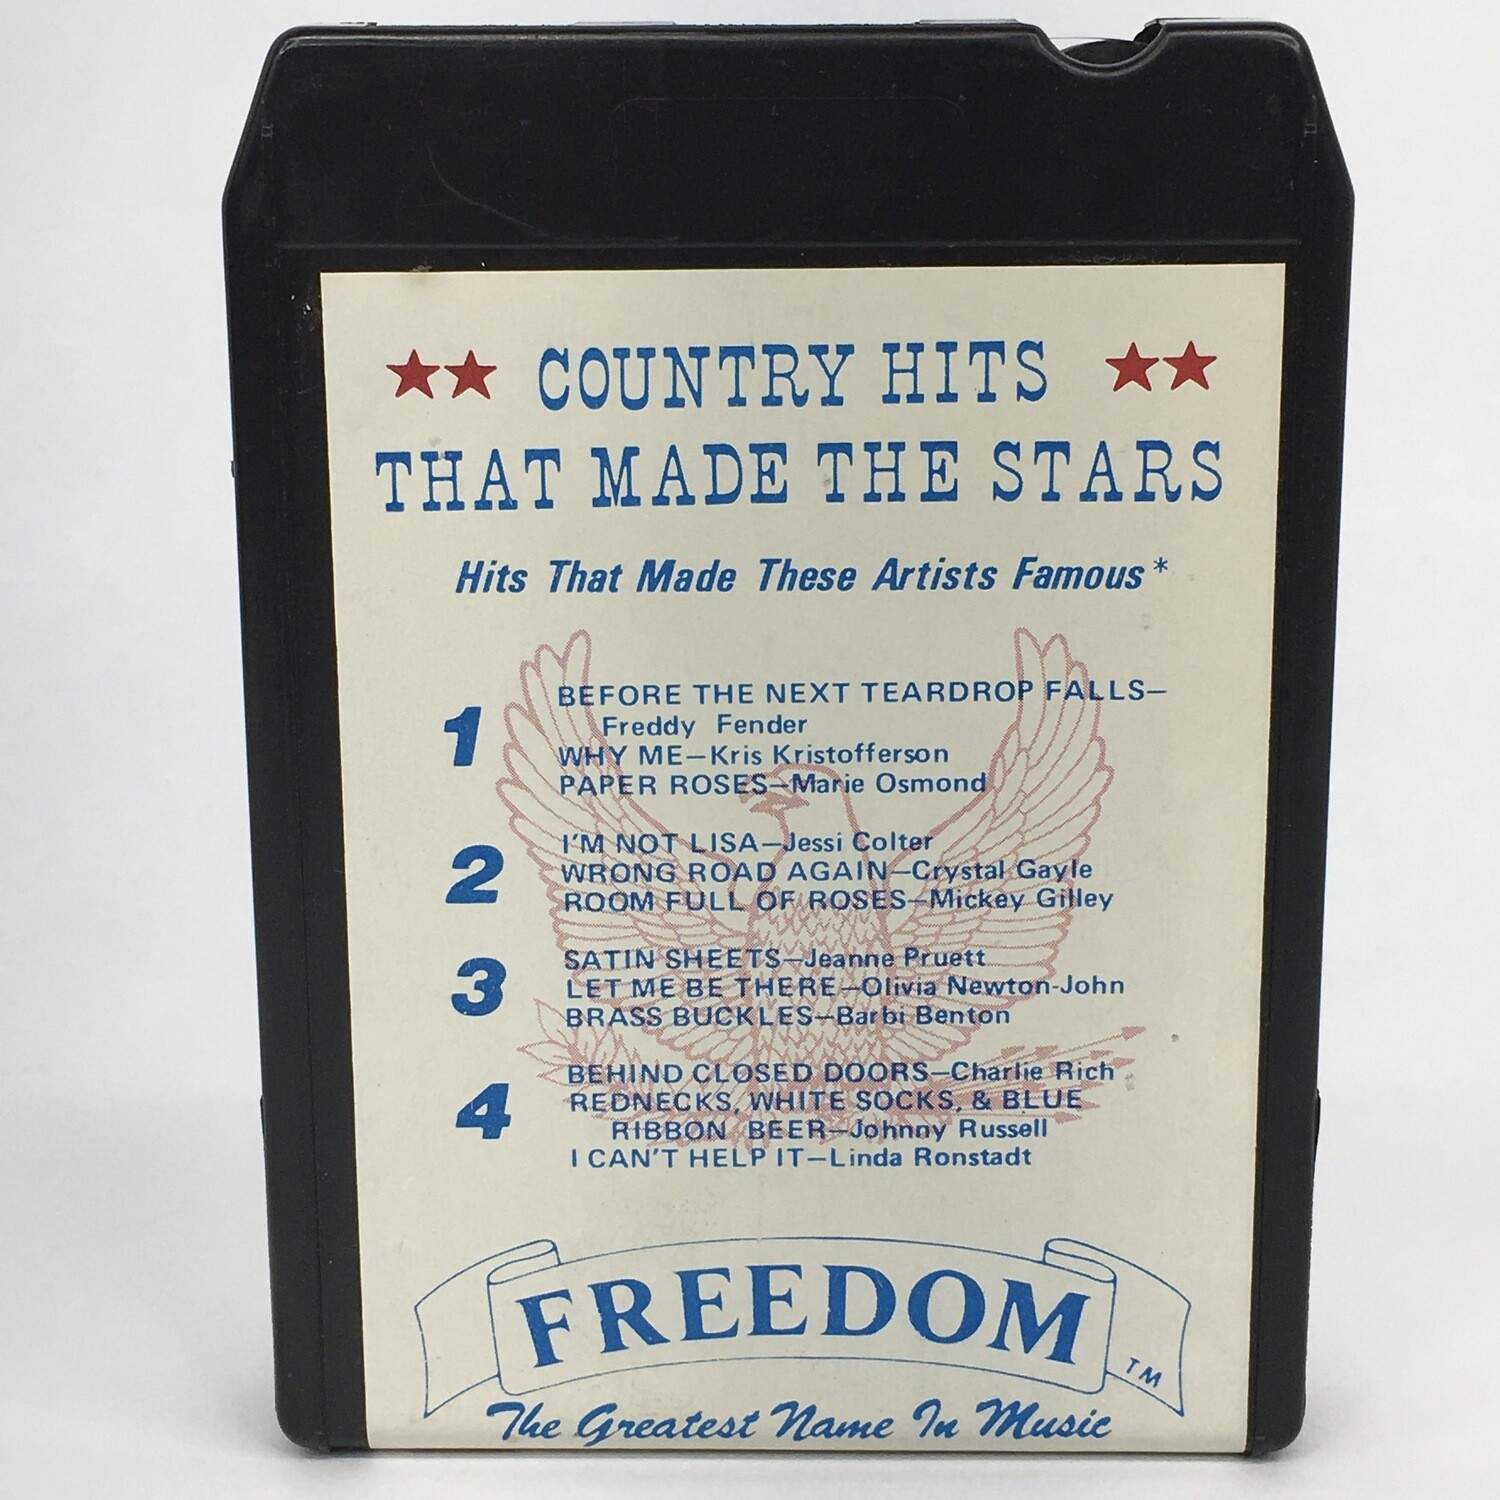 ★★ COUNTRY HITS ★★
THAT MADE THE STARS
Hits That Made These Artists Famous*
1 BEFORE THE NEXT TEARDROP FALLS—
Freddy Fender
WHY ME—Kris Kristofferson
PAPER ROSES—Marie Osmond
2 I'M NOT LISA—Jessi Colter
WRONG ROAD AGAIN—Crystal Gayle
ROOM FULL OF ROSES—Mickey Gilley
3 SATIN SHEETS—Jeanne Pruett
LET ME BE THERE—Olivia Newton-John
BRASS BUCKLES—Barbi Benton
4 BEHIND CLOSED DOORS—Charlie Rich
REDNECKS, WHITE SOCKS, & BLUE
RIBBON BEER—Johnny Russell
I CAN'T HELP IT—Linda Ronstadt
FREEDOM TM
The Greatest Name In Music